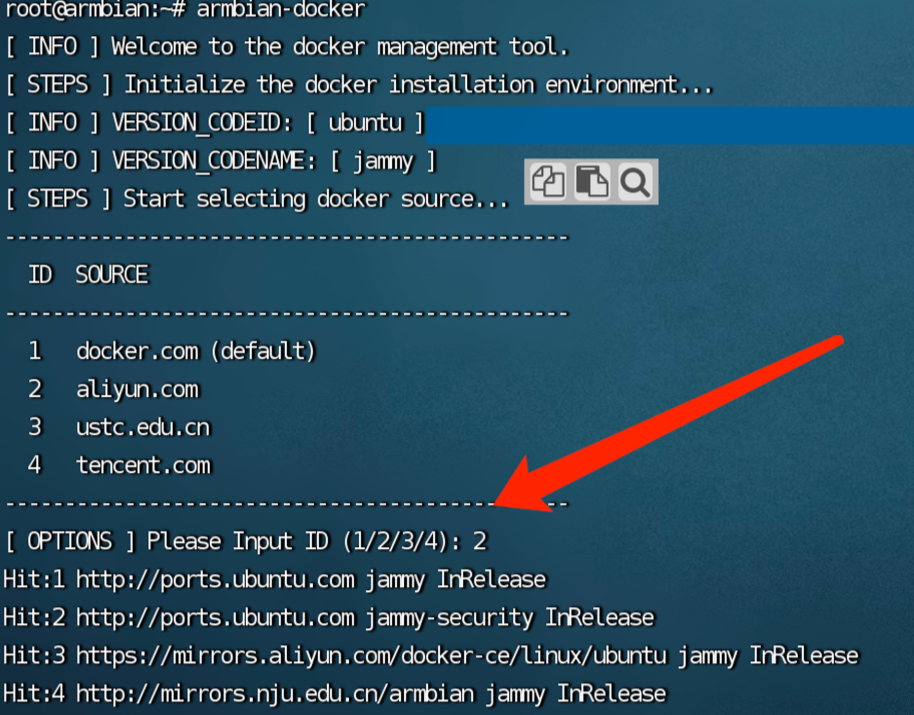 root@armbian:~# armbian-docker
[ INFO ] Welcome to the docker management tool.
[ STEPS ] Initialize the docker installation environment...
[ INFO ] VERSION_CODEID: [ ubuntu ]
[ INFO ] VERSION_CODENAME: [ jammy ]
[ STEPS ] Start selecting docker source...
-----------------------------------------------
ID SOURCE
-----------------------------------------------
1 docker.com (default)
2 aliyun.com
3 ustc.edu.cn
4 tencent.com
-----------------------------------------------
[ OPTIONS ] Please Input ID (1/2/3/4): 2
Hit:1 http://ports.ubuntu.com jammy InRelease
Hit:2 http://ports.ubuntu.com jammy-security InRelease
Hit:3 https://mirrors.aliyun.com/docker-ce/linux/ubuntu jammy InRelease
Hit:4 http://mirrors.nju.edu.cn/armbian jammy InRelease